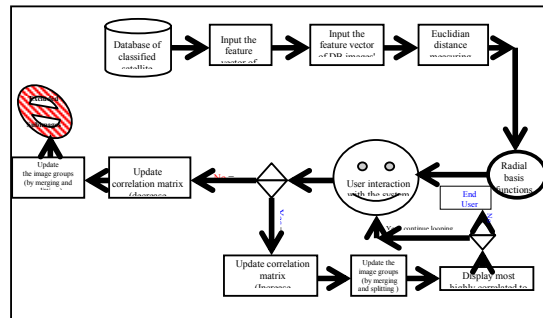 Database of
classified
satellite
Input the
feature
vector of
Input the
feature vector
of DB images'
Euclidian
distance
measuring
Radial
basis
functions
User interaction
with the system
End
User
continue looping
No
Update
correlation matrix
(decrease
Update
the image groups
(by merging and
Update correlation
matrix
(Increase
Update the
image groups
(by merging
and splitting )
Display most
highly correlated to